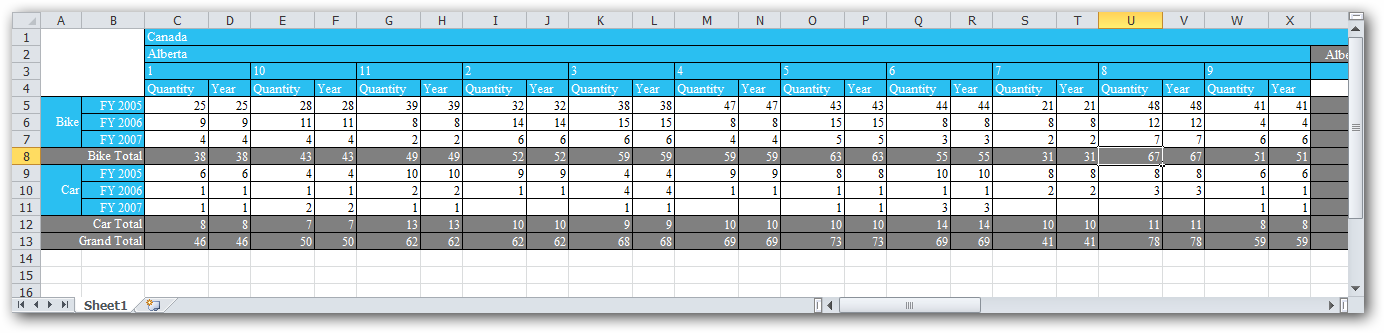 A B C D E F G H I J K L M N O P Q R S T U V W X
1 Canada
2 Alberta Albe
3 1 10 11 2 3 4 5 6 7 8 9
4 Quantity Year Quantity Year Quantity Year Quantity Year Quantity Year Quantity Year Quantity Year Quantity Year Quantity Year Quantity Year Quantity Year
5 FY 2005 25 25 28 28 39 39 32 32 38 38 47 47 43 43 44 44 21 21 48 48 41 41
6 Bike FY 2006 9 9 11 11 8 8 14 14 15 15 8 8 15 15 8 8 8 8 12 12 4 4
7 FY 2007 4 4 4 4 2 2 6 6 6 6 4 4 5 5 3 3 2 2 7 7 6 6
8 Bike Total 38 38 43 43 49 49 52 52 59 59 59 59 63 63 55 55 31 31 67 67 51 51
9 FY 2005 6 6 4 4 10 10 9 9 4 4 9 9 8 8 10 10 8 8 8 8 6 6
10 Car FY 2006 1 1 1 1 2 2 1 1 4 4 1 1 1 1 1 1 2 2 3 3 1 1
11 FY 2007 1 1 2 2 1 1 1 1 1 1 3 3 1 1
12 Car Total 8 8 7 7 13 13 10 10 9 9 10 10 10 10 14 14 10 10 11 11 8 8
13 Grand Total 46 46 50 50 62 62 62 62 68 68 69 69 73 73 69 69 41 41 78 78 59 59
14
15
16
Sheet1